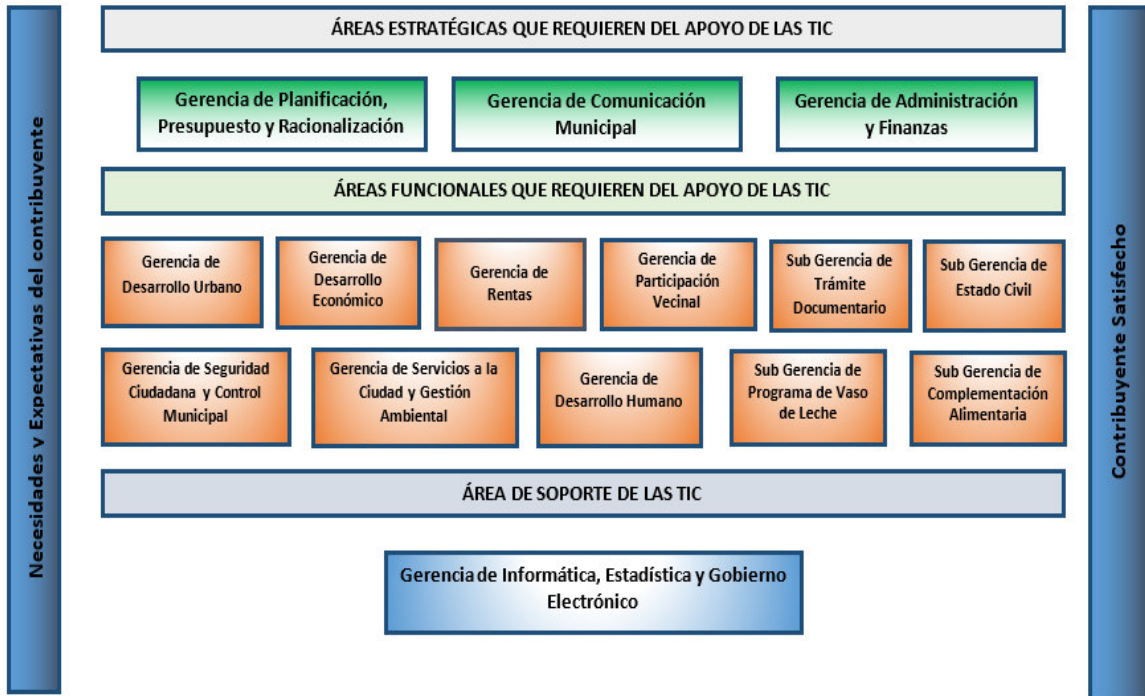 Necesidades y Expectativas del contribuyente
ÁREAS ESTRATÉGICAS QUE REQUIEREN DEL APOYO DE LAS TIC
Gerencia de Planificación,
Presupuesto y Racionalización
Gerencia de Comunicación
Municipal
Gerencia de Administración
y Finanzas
ÁREAS FUNCIONALES QUE REQUIEREN DEL APOYO DE LAS TIC
Gerencia de
Desarrollo Urbano
Gerencia de
Desarrollo
Económico
Gerencia de
Rentas
Gerencia de
Participación
Vecinal
Sub Gerencia de
Trámite
Documentario
Sub Gerencia de
Estado Civil
Gerencia de Seguridad
Ciudadana y Control
Municipal
Gerencia de Servicios a la
Ciudad y Gestión
Ambiental
Gerencia de
Desarrollo Humano
Sub Gerencia de
Programa de Vaso
de Leche
Sub Gerencia de
Complementación
Alimentaria
ÁREA DE SOPORTE DE LAS TIC
Gerencia de Informática, Estadística y Gobierno
Electrónico
Contribuyente Satisfecho